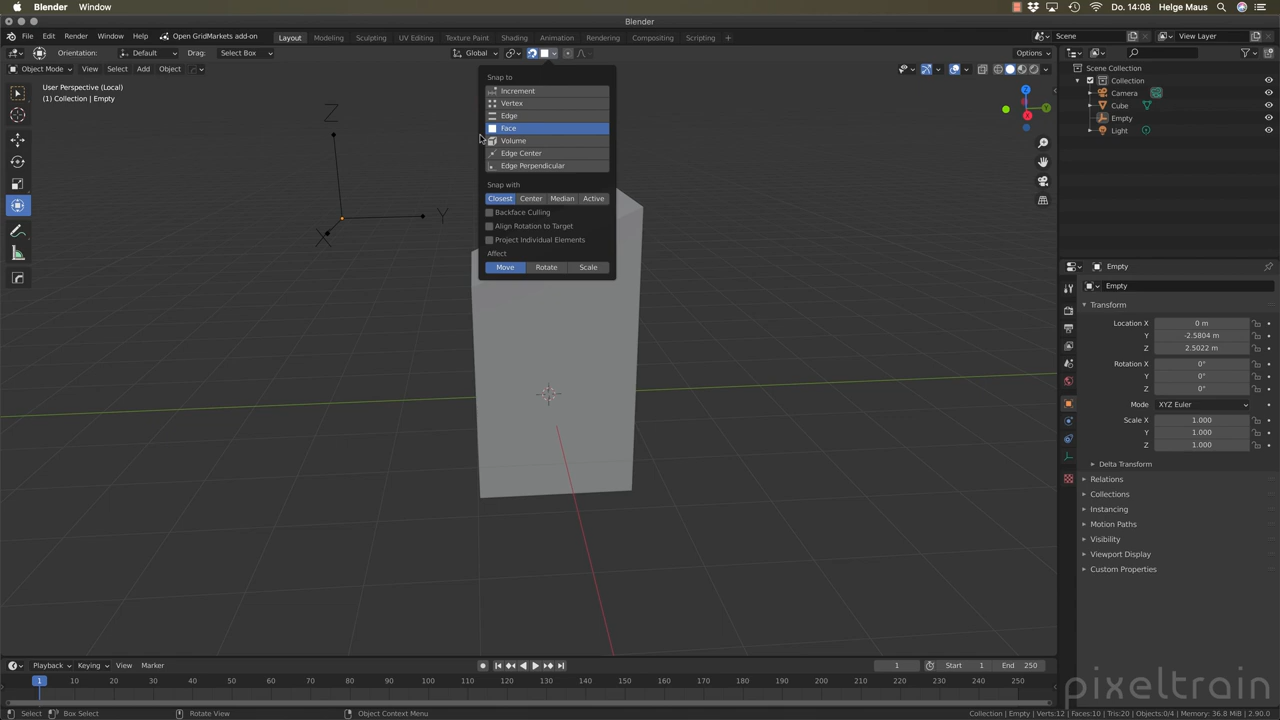 Blender Window Do. 14:08 Helge Maus
Blender
File Edit Render Window Help Open GridMarkets add-on Layout Modeling Sculpting UV Editing Texture Paint Shading Animation Rendering Compositing Scripting + Scene View Layer
Orientation: Default Drag: Select Box Global Options
Object Mode View Select Add Object
User Perspective (Local)
(1) Collection | Empty
Z
Y
X
Snap to
Increment
Vertex
Edge
Face
Volume
Edge Center
Edge Perpendicular
Snap with
Closest Center Median Active
Backface Culling
Align Rotation to Target
Project Individual Elements
Affect
Move Rotate Scale
Z
Y
X
Scene Collection
Collection
Camera
Cube
Empty
Light
Empty
Empty
Transform
Location X 0 m
Y -2.5804 m
Z 2.5022 m
Rotation X 0°
Y 0°
Z 0°
Mode XYZ Euler
Scale X 1.000
Y 1.000
Z 1.000
Delta Transform
Relations
Collections
Instancing
Motion Paths
Visibility
Viewport Display
Custom Properties
Playback Keying View Marker 1 Start 1 End 250
1 10 20 30 40 50 60 70 80 90 100 110 120 130 140 150 160 170 180 190 200 210 220 230 240 250
pixeltrain
Select Box Select Rotate View Object Context Menu Collection | Empty | Verts:12 | Faces:10 | Tris:20 | Objects:0/4 | Memory: 36.8 MiB | 2.90.0